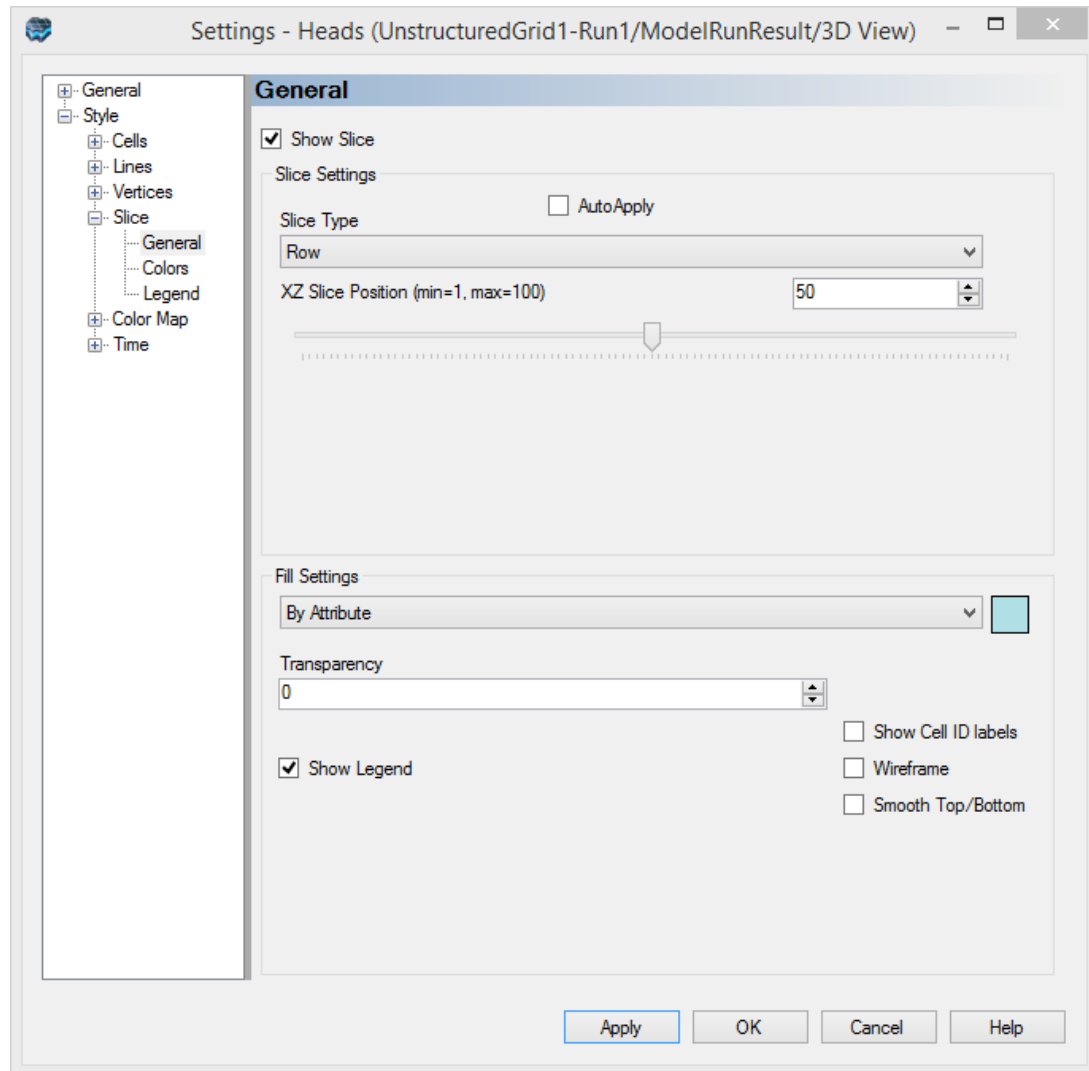 Settings - Heads (UnstructuredGrid1-Run1/ModelRunResult/3D View)
General
Style
Cells
Lines
Vertices
Slice
General
Colors
Legend
Color Map
Time
General
Show Slice
Slice Settings
AutoApply
Slice Type
Row
XZ Slice Position (min=1, max=100)
50
Fill Settings
By Attribute
Transparency
0
Show Cell ID labels
Show Legend
Wireframe
Smooth Top/Bottom
Apply
OK
Cancel
Help